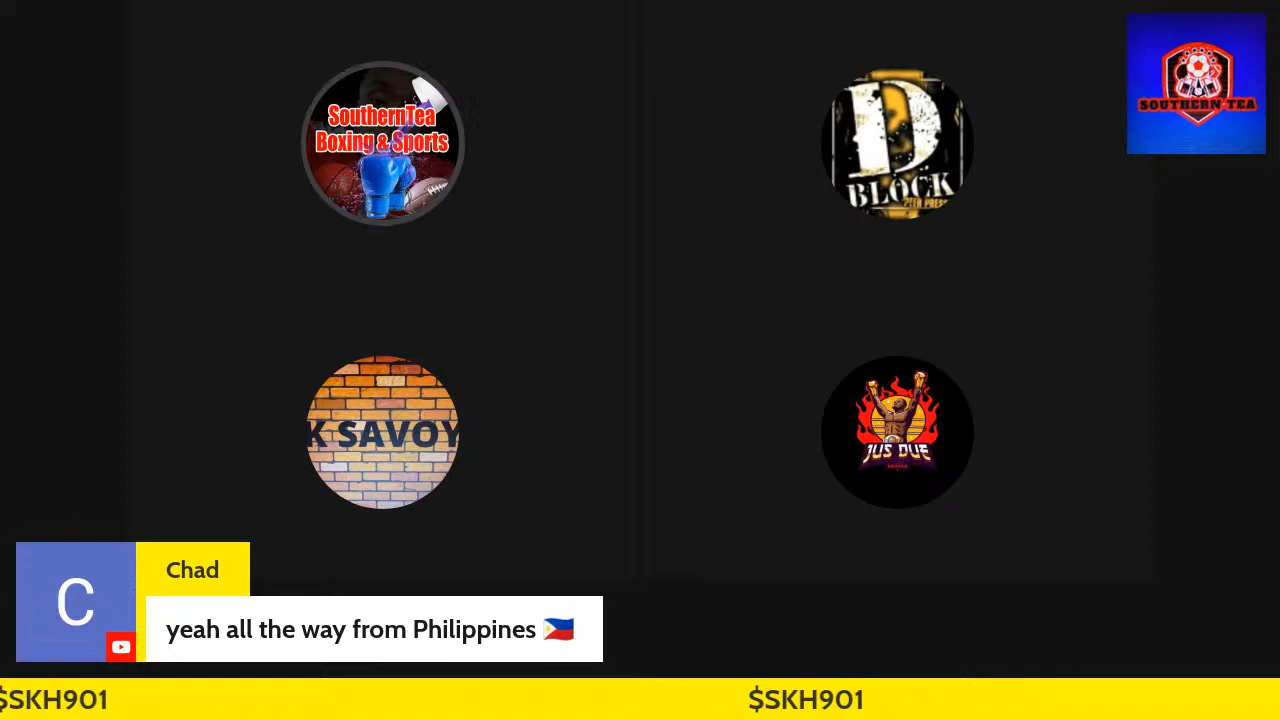 SouthernTea
Boxing & Sports
D
BLOCK
SOUTHERN TEA
K SAVOY
JUS DUE
C
Chad
yeah all the way from Philippines 🇵🇭
$SKH901
$SKH901